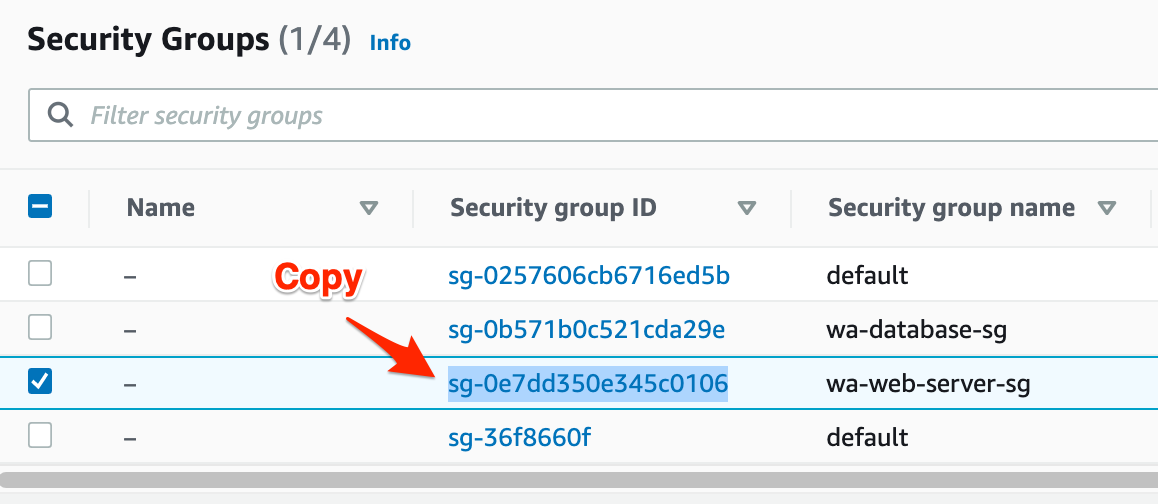 Security Groups (1/4) Info
Filter security groups
Name Security group ID Security group name
– sg-0257606cb6716ed5b default
Copy
– sg-0b571b0c521cda29e wa-database-sg
– sg-0e7dd350e345c0106 wa-web-server-sg
– sg-36f8660f default